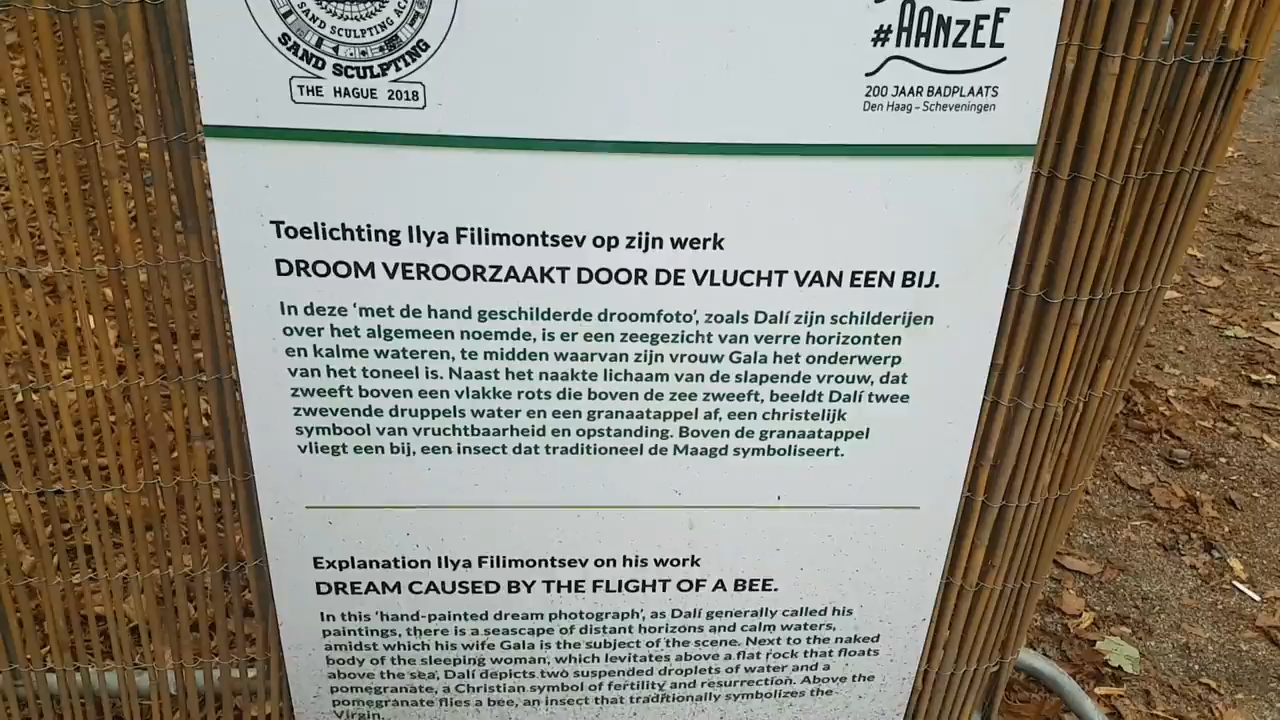 SAND SCULPTING ACA
SAND SCULPTING
THE HAGUE 2018
#AANZEE
200 JAAR BADPLAATS
Den Haag – Scheveningen
Toelichting Ilya Filimontsev op zijn werk
DROOM VEROORZAAKT DOOR DE VLUCHT VAN EEN BIJ.
In deze ‘met de hand geschilderde droomfoto’, zoals Dalí zijn schilderijen
over het algemeen noemde, is er een zeegezicht van verre horizonten
en kalme wateren, te midden waarvan zijn vrouw Gala het onderwerp
van het toneel is. Naast het naakte lichaam van de slapende vrouw, dat
zweeft boven een vlakke rots die boven de zee zweeft, beeldt Dalí twee
zwevende druppels water en een granaatappel af, een christelijk
symbool van vruchtbaarheid en opstanding. Boven de granaatappel
vliegt een bij, een insect dat traditioneel de Maagd symboliseert.
Explanation Ilya Filimontsev on his work
DREAM CAUSED BY THE FLIGHT OF A BEE.
In this ‘hand-painted dream photograph’, as Dalí generally called his
paintings, there is a seascape of distant horizons and calm waters,
amidst which his wife Gala is the subject of the scene. Next to the naked
body of the sleeping woman, which levitates above a flat rock that floats
above the sea, Dalí depicts two suspended droplets of water and a
pomegranate, a Christian symbol of fertility and resurrection. Above the
pomegranate flies a bee, an insect that traditionally symbolizes the
Virgin.